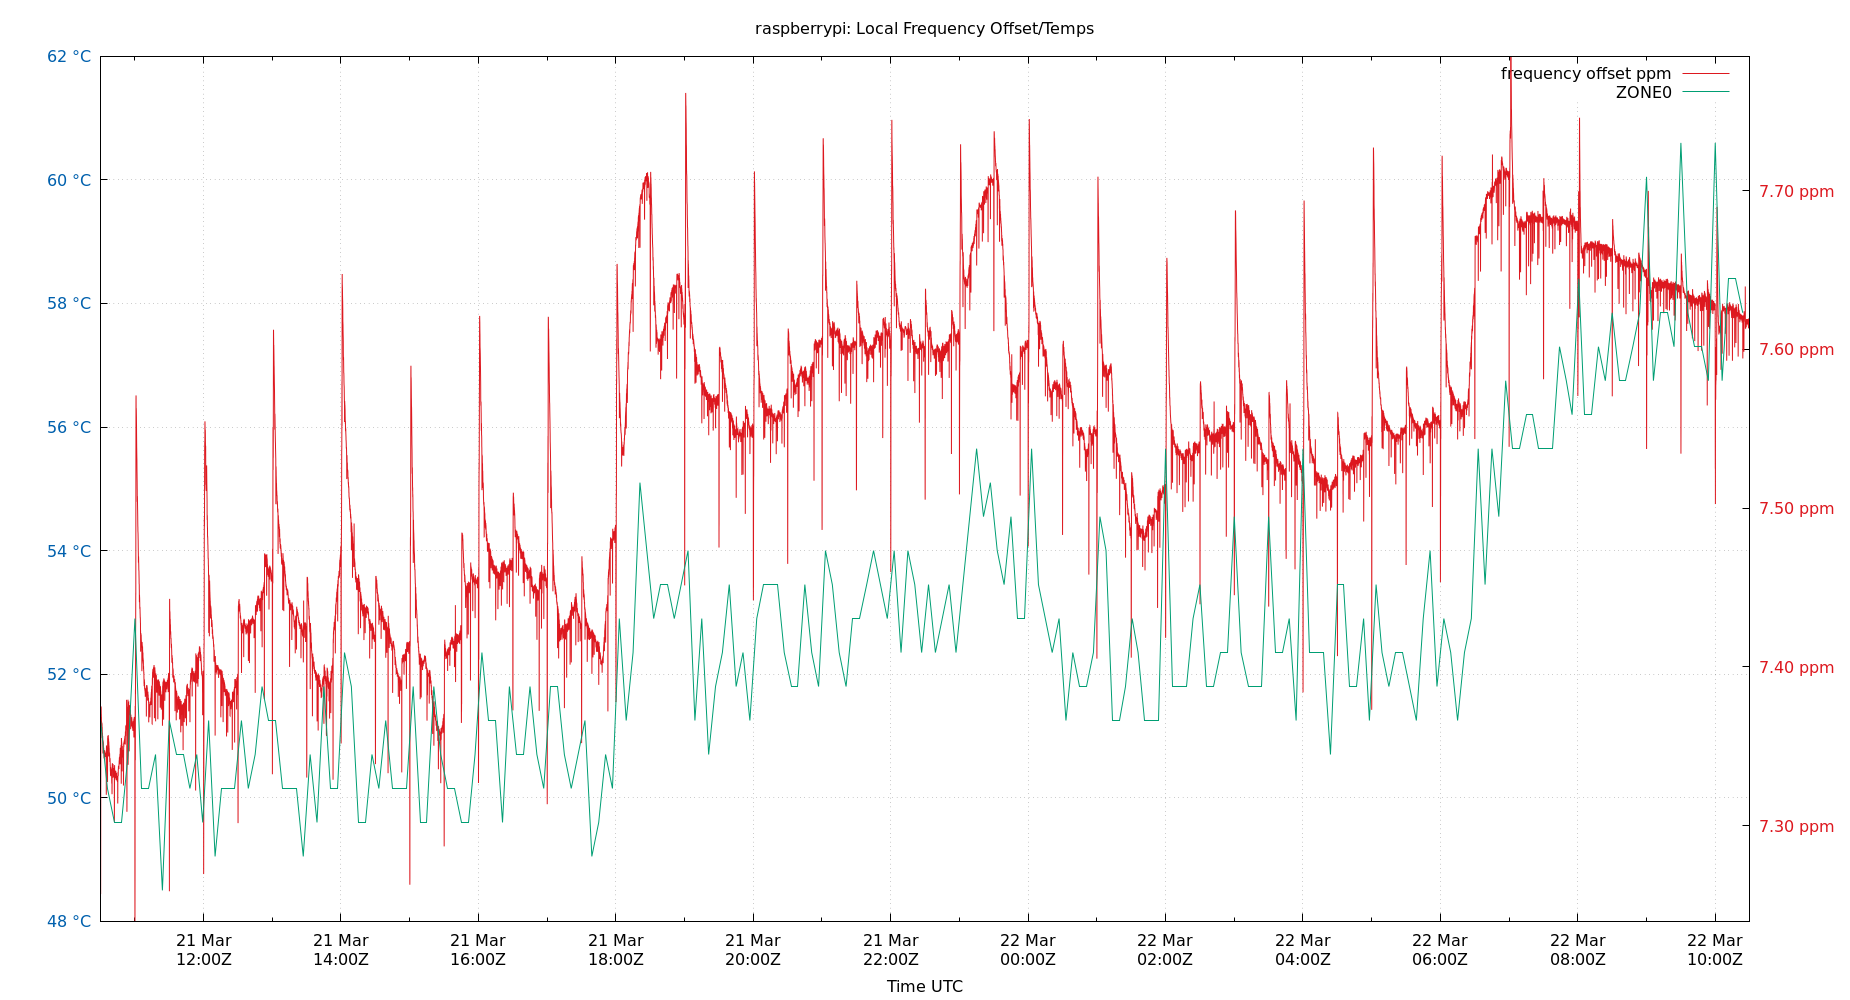 raspberrypi: Local Frequency Offset/Temps
frequency offset ppm
ZONE0
62 °C
60 °C
58 °C
56 °C
54 °C
52 °C
50 °C
48 °C
7.70 ppm
7.60 ppm
7.50 ppm
7.40 ppm
7.30 ppm
21 Mar
12:00Z
21 Mar
14:00Z
21 Mar
16:00Z
21 Mar
18:00Z
21 Mar
20:00Z
21 Mar
22:00Z
22 Mar
00:00Z
22 Mar
02:00Z
22 Mar
04:00Z
22 Mar
06:00Z
22 Mar
08:00Z
22 Mar
10:00Z
Time UTC